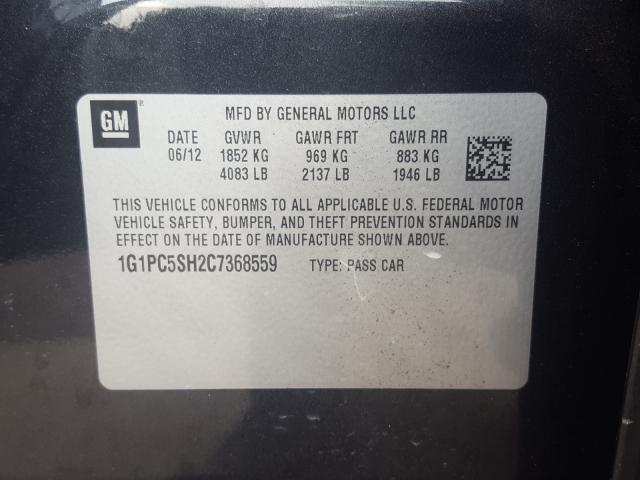 GM ®
MFD BY GENERAL MOTORS LLC
DATE GVWR GAWR FRT GAWR RR
06/12 1852 KG 969 KG 883 KG
4083 LB 2137 LB 1946 LB
THIS VEHICLE CONFORMS TO ALL APPLICABLE U.S. FEDERAL MOTOR
VEHICLE SAFETY, BUMPER, AND THEFT PREVENTION STANDARDS IN
EFFECT ON THE DATE OF MANUFACTURE SHOWN ABOVE.
1G1PC5SH2C7368559 TYPE: PASS CAR